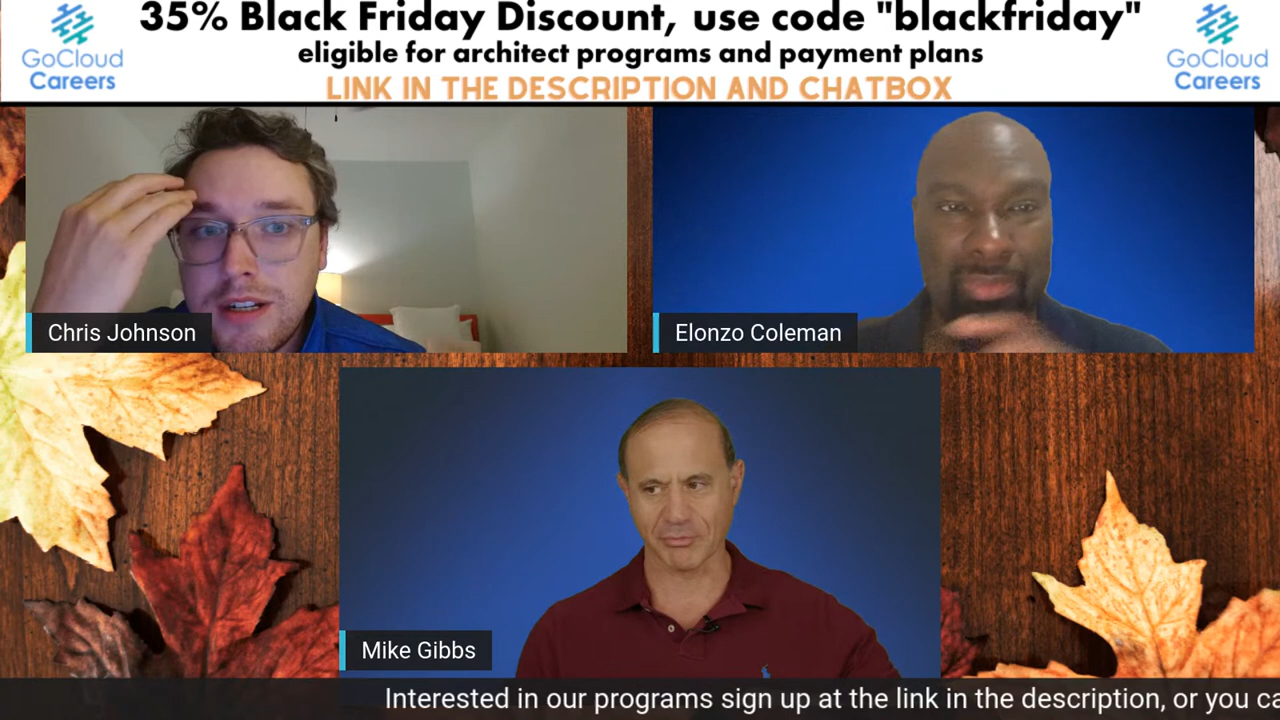 35% Black Friday Discount, use code "blackfriday"
eligible for architect programs and payment plans
LINK IN THE DESCRIPTION AND CHATBOX
GoCloud
Careers
GoCloud
Careers
Chris Johnson
Elonzo Coleman
Mike Gibbs
Interested in our programs sign up at the link in the description, or you ca